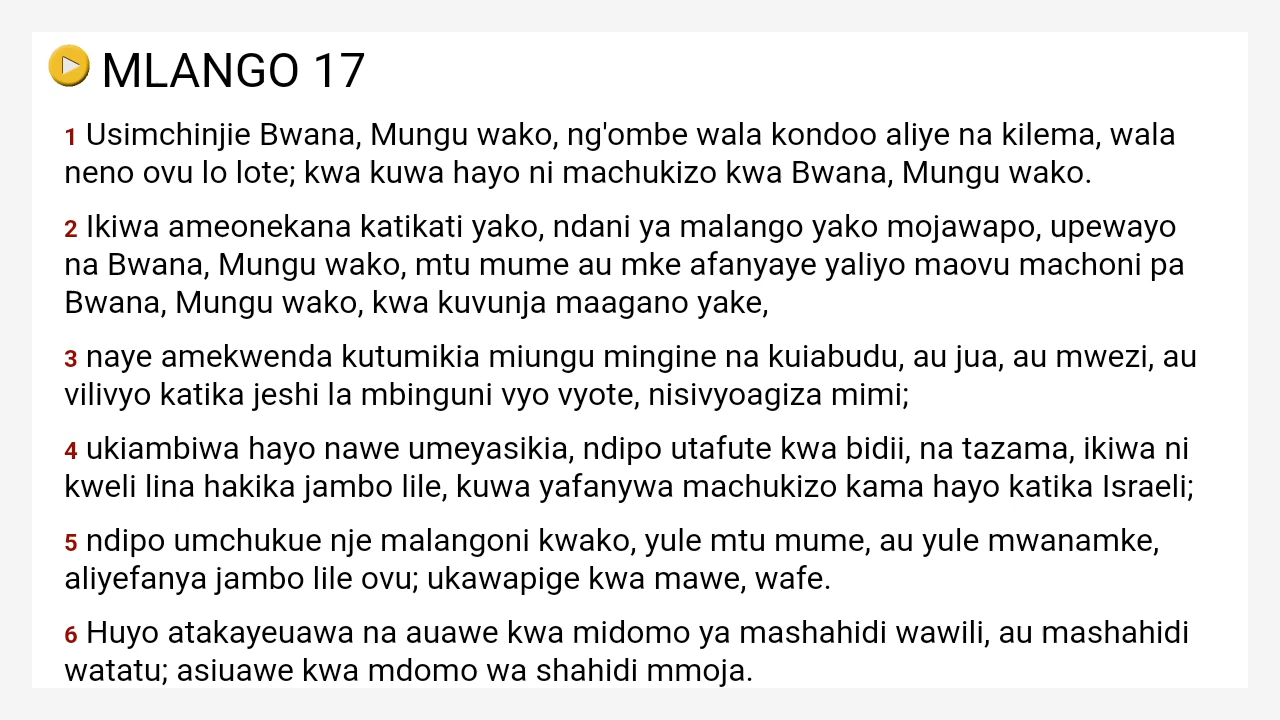 MLANGO 17
1 Usimchinjie Bwana, Mungu wako, ng'ombe wala kondoo aliye na kilema, wala
neno ovu lo lote; kwa kuwa hayo ni machukizo kwa Bwana, Mungu wako.
2 Ikiwa ameonekana katikati yako, ndani ya malango yako mojawapo, upewayo
na Bwana, Mungu wako, mtu mume au mke afanyaye yaliyo maovu machoni pa
Bwana, Mungu wako, kwa kuvunja maagano yake,
3 naye amekwenda kutumikia miungu mingine na kuiabudu, au jua, au mwezi, au
vilivyo katika jeshi la mbinguni vyo vyote, nisivyoagiza mimi;
4 ukiambiwa hayo nawe umeyasikia, ndipo utafute kwa bidii, na tazama, ikiwa ni
kweli lina hakika jambo lile, kuwa yafanywa machukizo kama hayo katika Israeli;
5 ndipo umchukue nje malangoni kwako, yule mtu mume, au yule mwanamke,
aliyefanya jambo lile ovu; ukawapige kwa mawe, wafe.
6 Huyo atakayeuawa na auawe kwa midomo ya mashahidi wawili, au mashahidi
watatu; asiuawe kwa mdomo wa shahidi mmoja.